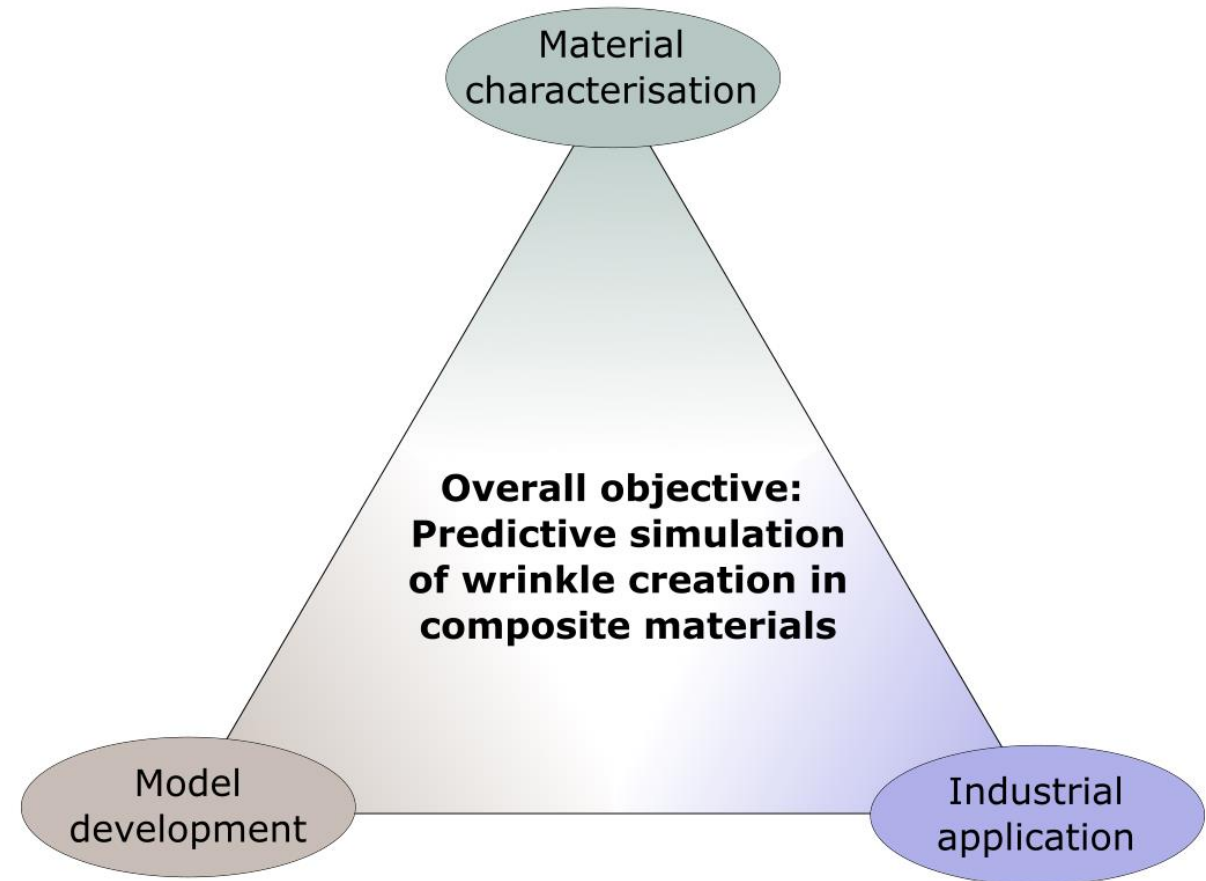 Material
characterisation
Overall objective:
Predictive simulation
of wrinkle creation in
composite materials
Model
development
Industrial
application